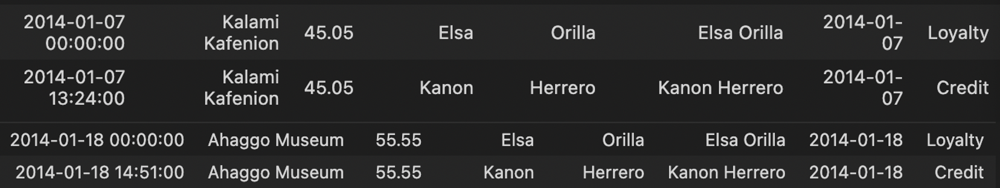 2014-01-07 00:00:00 Kalami Kafenion 45.05 Elsa Orilla Elsa Orilla 2014-01-07 Loyalty
2014-01-07 13:24:00 Kalami Kafenion 45.05 Kanon Herrero Kanon Herrero 2014-01-07 Credit
2014-01-18 00:00:00 Ahaggo Museum 55.55 Elsa Orilla Elsa Orilla 2014-01-18 Loyalty
2014-01-18 14:51:00 Ahaggo Museum 55.55 Kanon Herrero Kanon Herrero 2014-01-18 Credit